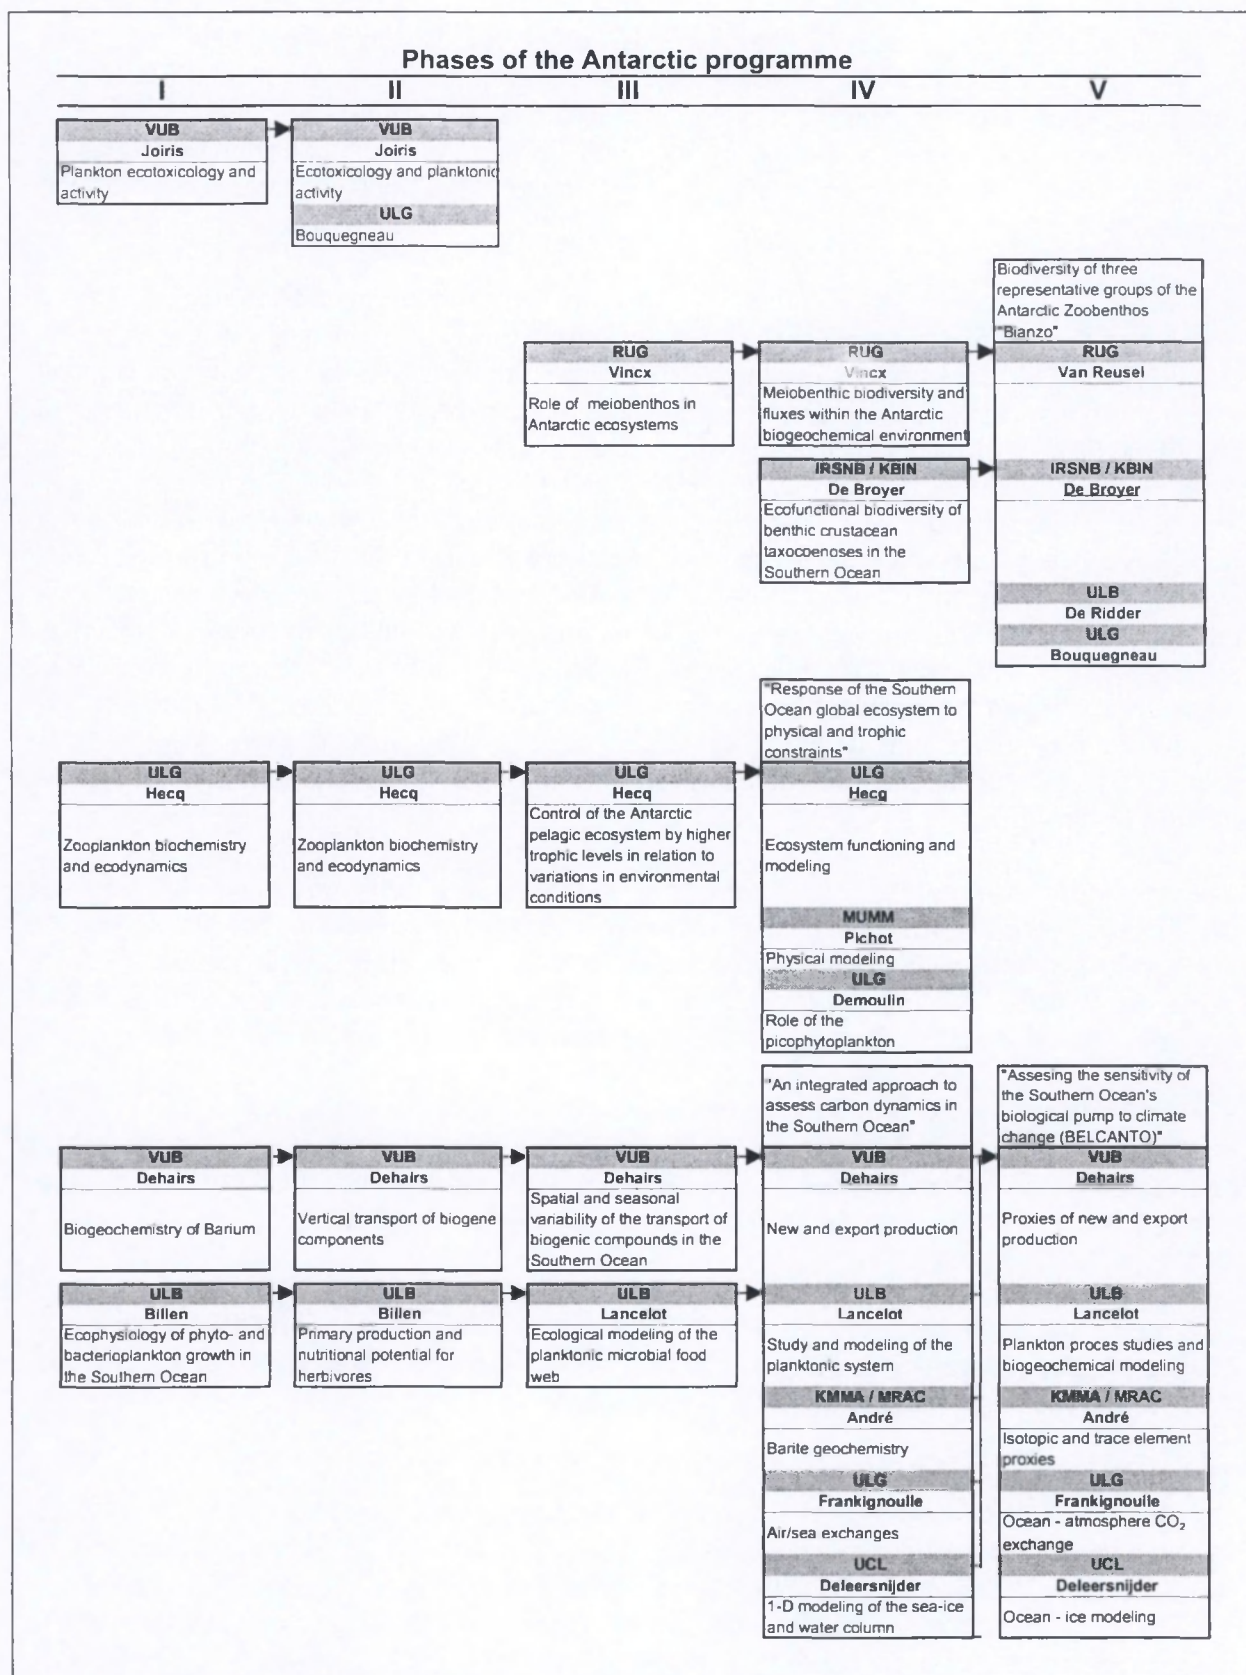 Phases of the Antarctic programme
I II III IV V
VUB
Joiris
Plankton ecotoxicology and
activity
VUB
Joiris
Ecotoxicology and planktonic
activity
ULG
Bouquegneau
Biodiversity of three
representative groups of the
Antarctic Zoobenthos
"Bianzo"
RUG
Vincx
Role of meiobenthos in
Antarctic ecosystems
RUG
Vincx
Meiobenthic biodiversity and
fluxes within the Antarctic
biogeochemical environment
RUG
Van Reusel
IRSNB / KBIN
De Broyer
Ecofunctional biodiversity of
benthic crustacean
taxocoenoses in the
Southern Ocean
IRSNB / KBIN
De Broyer
ULB
De Ridder
ULG
Bouquegneau
"Response of the Southern
Ocean global ecosystem to
physical and trophic
constraints"
ULG
Hecq
Zooplankton biochemistry
and ecodynamics
ULG
Hecq
Zooplankton biochemistry
and ecodynamics
ULG
Hecq
Control of the Antarctic
pelagic ecosystem by higher
trophic levels in relation to
variations in environmental
conditions
ULG
Hecq
Ecosystem functioning and
modeling
MUMM
Pichot
Physical modeling
ULG
Demoulin
Role of the
picophytoplankton
"An integrated approach to
assess carbon dynamics in
the Southern Ocean"
"Assesing the sensitivity of
the Southern Ocean's
biological pump to climate
change (BELCANTO)"
VUB
Dehairs
Biogeochemistry of Barium
VUB
Dehairs
Vertical transport of biogene
components
VUB
Dehairs
Spatial and seasonal
variability of the transport of
biogenic compounds in the
Southern Ocean
VUB
Dehairs
New and export production
VUB
Dehairs
Proxies of new and export
production
ULB
Billen
Ecophysiology of phyto- and
bacterioplankton growth in
the Southern Ocean
ULB
Billen
Primary production and
nutritional potential for
herbivores
ULB
Lancelot
Ecological modeling of the
planktonic microbial food
web
ULB
Lancelot
Study and modeling of the
planktonic system
ULB
Lancelot
Plankton proces studies and
biogeochemical modeling
KMMA / MRAC
André
Barite geochemistry
KMMA / MRAC
André
Isotopic and trace element
proxies
ULG
Frankignoulle
Air/sea exchanges
ULG
Frankignoulle
Ocean - atmosphere CO₂
exchange
UCL
Deleersnijder
1-D modeling of the sea-ice
and water column
UCL
Deleersnijder
Ocean - ice modeling